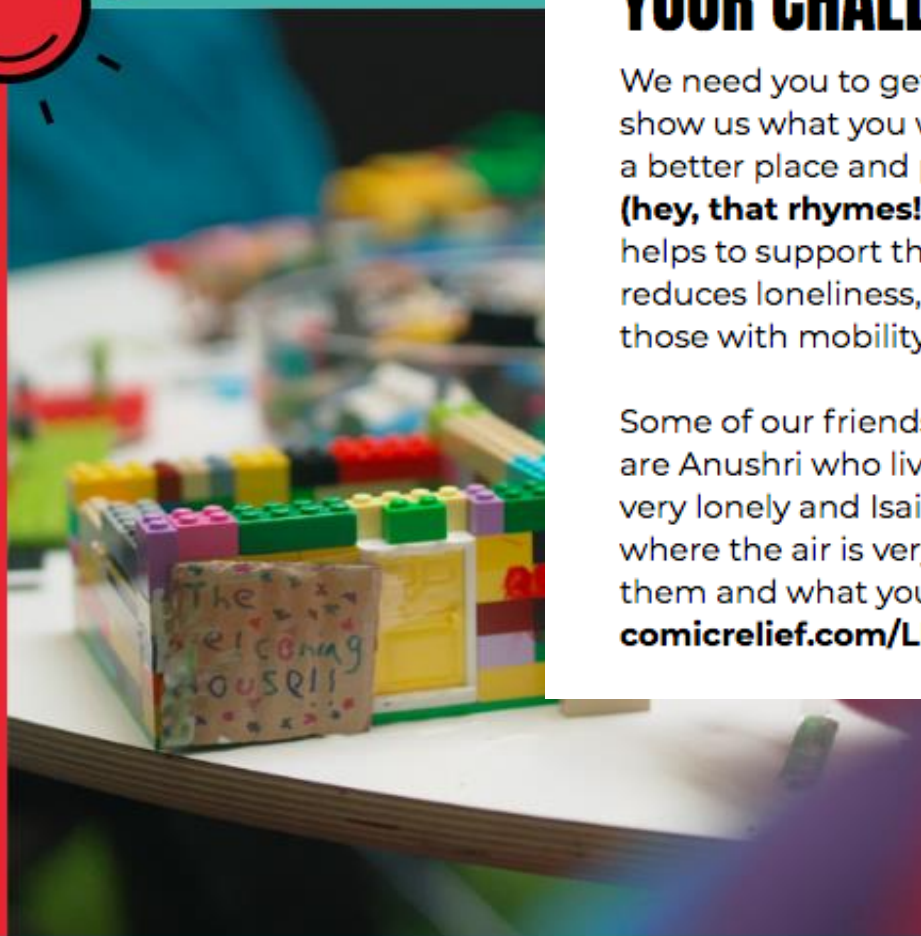 YOUR CHALL
We need you to get
show us what you w
a better place and p
(hey, that rhymes!
helps to support th
reduces loneliness,
those with mobility
Some of our friends
are Anushri who liv
very lonely and Isai
where the air is ver
them and what you
comicrelief.com/L
The
welcoming
House!!